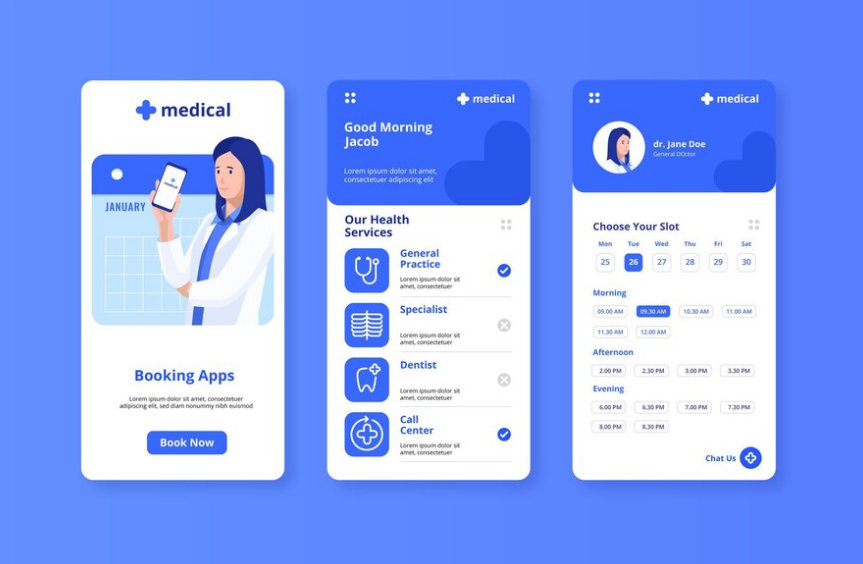 medical
medical
JANUARY
Booking Apps
Lorem ipsum dolor sit amet, consectetuer
adipiscing elit, sed diam nonummy nibh euismod
Book Now
medical
Good Morning
Jacob
Lorem ipsum dolor sit amet,
consectetuer adipiscing elit
Our Health
Services
General
Practice
Lorem ipsum dolor sit
amet, consectetuer
Specialist
Lorem ipsum dolor sit
amet, consectetuer
Dentist
Lorem ipsum dolor sit
amet, consectetuer
Call
Center
Lorem ipsum dolor sit
amet, consectetuer
medical
dr. Jane Doe
General DOctor
Choose Your Slot
Mon Tue Wed Thu Fri Sat
25 26 27 28 29 30
Morning
09.00 AM 09.30 AM 10.30 AM 11.00 AM
11.30 AM 12.00 AM
Afternoon
2.00 PM 2.30 PM 3.00 PM 3.30 PM
Evening
6.00 PM 6.30 PM 7.00 PM 7.30 PM
8.00 PM 8.30 PM
Chat Us